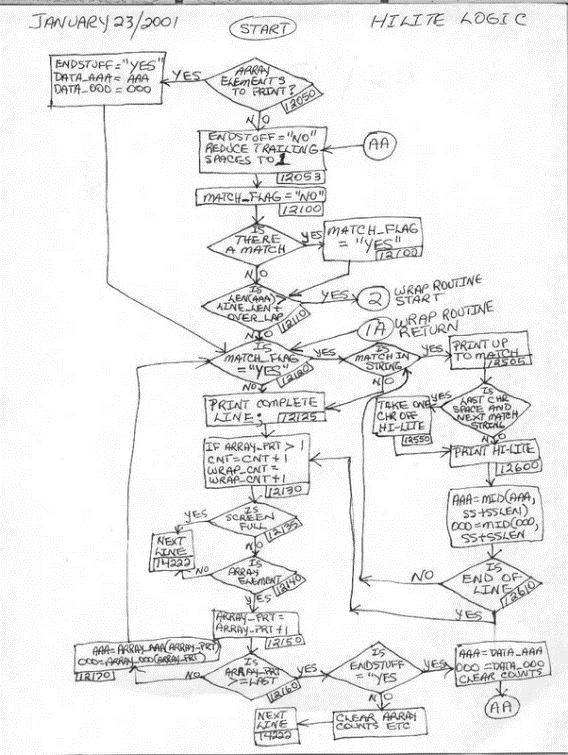 JANUARY 23/2001
HILITE LOGIC
START
ENDSTUFF="YES"
DATA_AAA = AAA
DATA_OOO = OOO
YES
ARRAY
ELEMENTS
TO PRINT?
12050
NO
ENDSTOFF="NO"
REDUCE TRAILING
SPACES TO 1
12053
AA
MATCH_FLAG="NO"
12100
IS
THERE
A MATCH
YES
MATCH_FLAG
= "YES"
12100
NO
IS
LEN(AAA)>
LINE_LEN+
OVER_LAP
12110
YES
2
WRAP ROUTINE
START
NO
1A
WRAP ROUTINE
RETURN
IS
MATCH_FLAG
="YES"
12120
YES
IS
MATCH IN
STRING
YES
PRINT UP
TO MATCH
12505
NO
NO
PRINT COMPLETE
LINE:
12125
IS
LAST CHR
SPACE AND
NEXT MATCH
STRING
YES
TAKE ONE
CHR OFF
HI-LITE
12550
NO
PRINT HI-LITE
12600
IF ARRAY_PRT > 1
CNT=CNT+1
WRAP_CNT=
WRAP_CNT+1
12130
AAA=MID(AAA,
SS+SSLEN)
OOO=MID(OOO,
SS+SSLEN
IS
SCREEN
FULL
12135
YES
NEXT
LINE
14222
NO
IS
ARRAY
ELEMENT
12140
NO
YES
IS
END OF
LINE
12610
NO
YES
ARRAY_PRT=
ARRAY_PRT+1
12150
AAA=ARRAY_AAA(ARRAY_PRT)
OOO=ARRAY_OOO(ARRAY_PRT)
12170
NO
IS
ARRAY_PRT
>=LAST
12160
YES
IS
ENDSTUFF
="YES
YES
AAA=DATA_AAA
OOO=DATA_OOO
CLEAR COUNTS
AA
NO
CLEAR ARRAY
COUNTS ETC
NEXT
LINE
14222